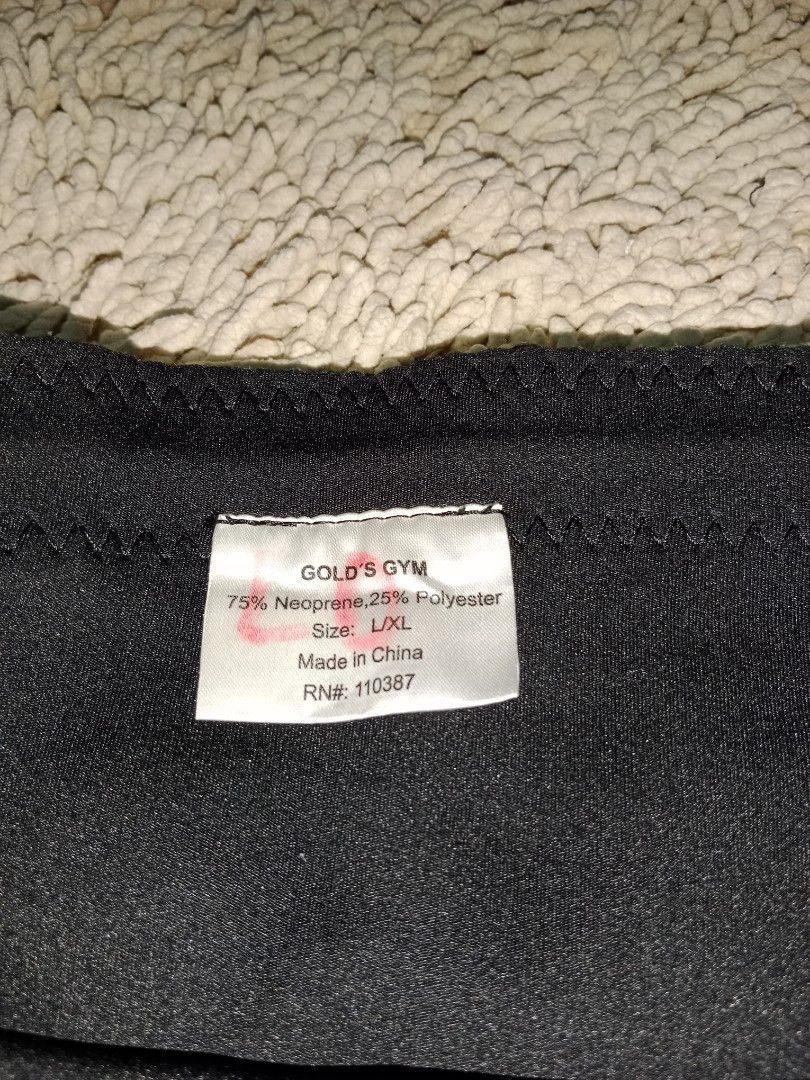 GOLD'S GYM
75% Neoprene,25% Polyester
Size: L/XL
Made in China
RN#: 110387